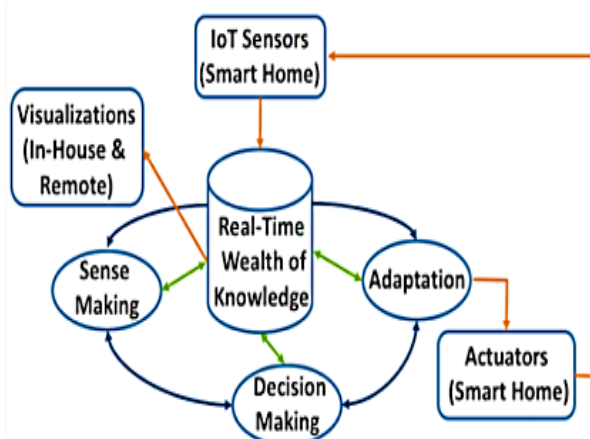 IoT Sensors
(Smart Home)
Visualizations
(In-House &
Remote)
Real-Time
Wealth of
Knowledge
Sense
Making
Adaptation
Decision
Making
Actuators
(Smart Home)